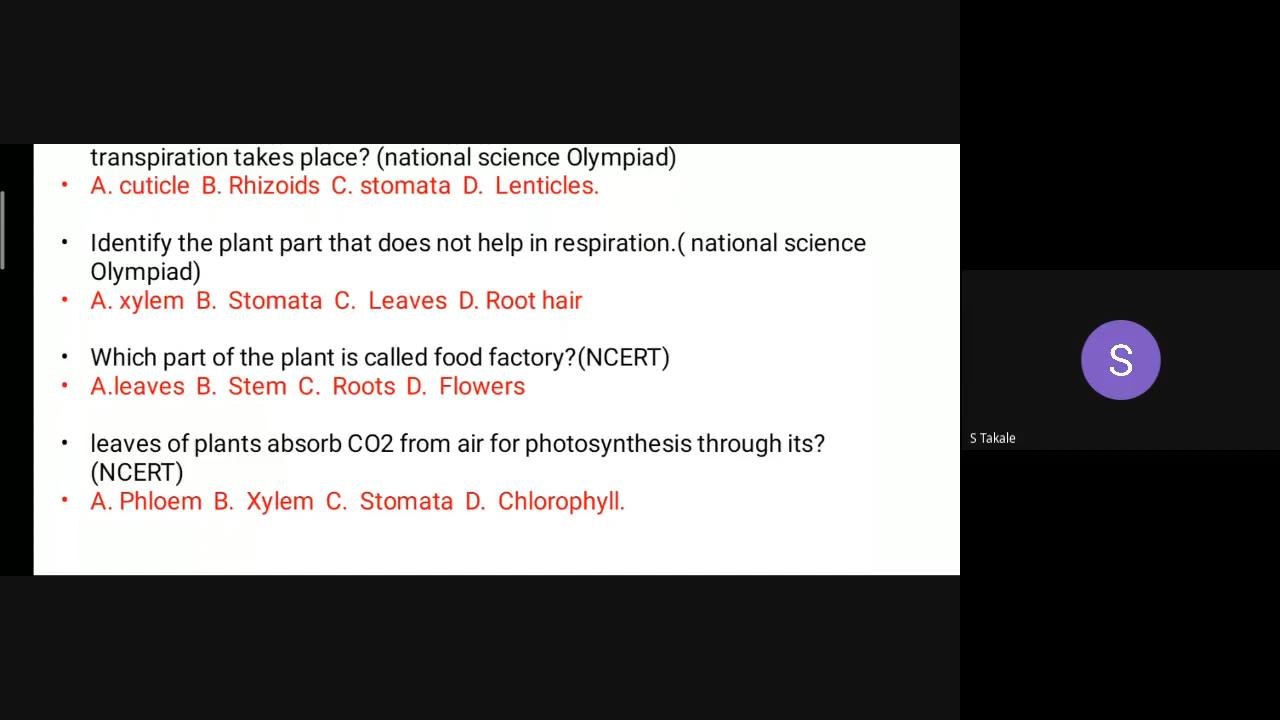 transpiration takes place? (national science Olympiad)
• A. cuticle B. Rhizoids C. stomata D. Lenticles.
• Identify the plant part that does not help in respiration.( national science
Olympiad)
• A. xylem B. Stomata C. Leaves D. Root hair
• Which part of the plant is called food factory?(NCERT)
• A.leaves B. Stem C. Roots D. Flowers
• leaves of plants absorb CO2 from air for photosynthesis through its?
(NCERT)
• A. Phloem B. Xylem C. Stomata D. Chlorophyll.
S
S Takale